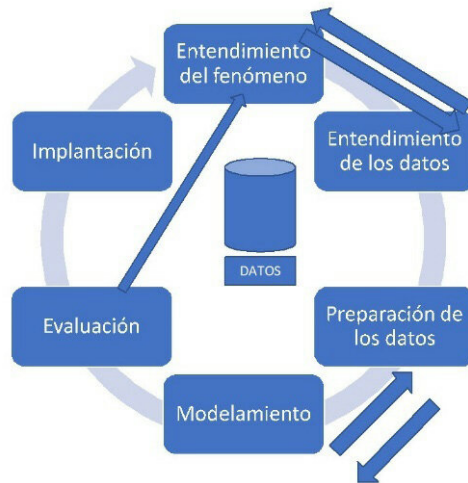 Entendimiento
del fenómeno
Entendimiento
de los datos
Preparación de
los datos
Modelamiento
Evaluación
Implantación
DATOS